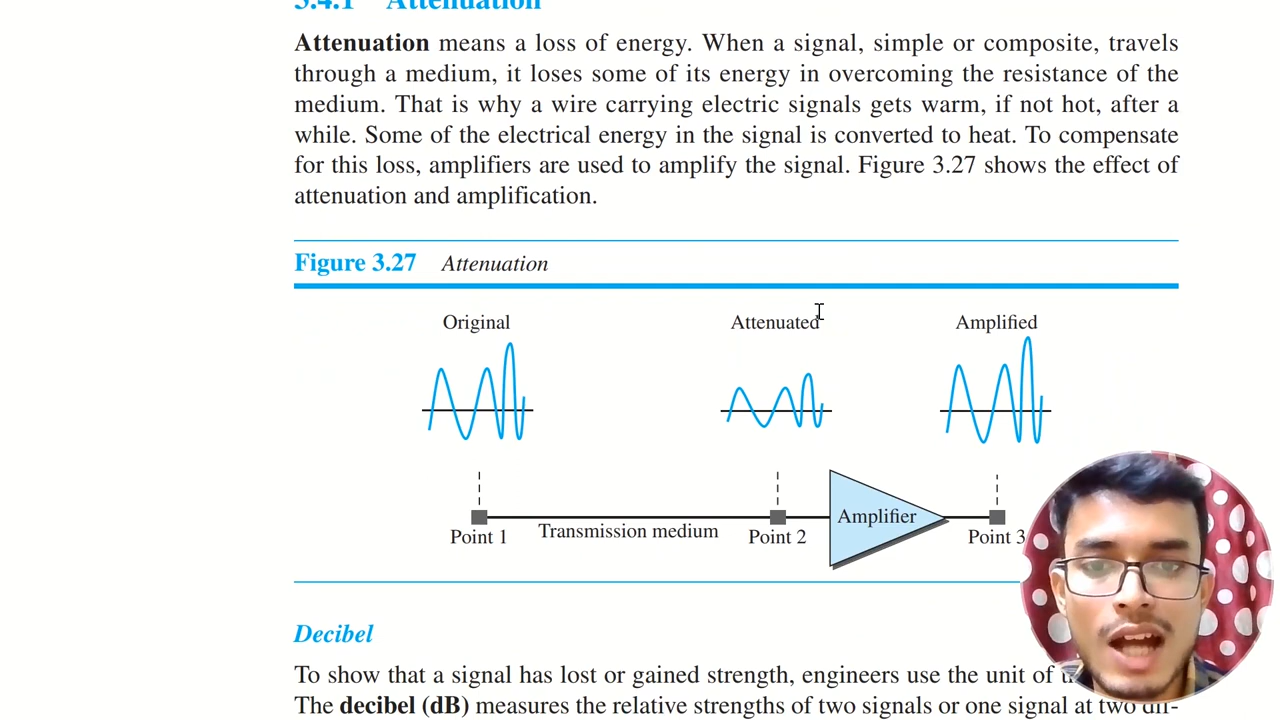 3.4.1 Attenuation
Attenuation means a loss of energy. When a signal, simple or composite, travels
through a medium, it loses some of its energy in overcoming the resistance of the
medium. That is why a wire carrying electric signals gets warm, if not hot, after a
while. Some of the electrical energy in the signal is converted to heat. To compensate
for this loss, amplifiers are used to amplify the signal. Figure 3.27 shows the effect of
attenuation and amplification.
Figure 3.27 Attenuation
Original Attenuated Amplified
Amplifier
Point 1 Transmission medium Point 2 Point 3
Decibel
To show that a signal has lost or gained strength, engineers use the unit of
The decibel (dB) measures the relative strengths of two signals or one signal at two